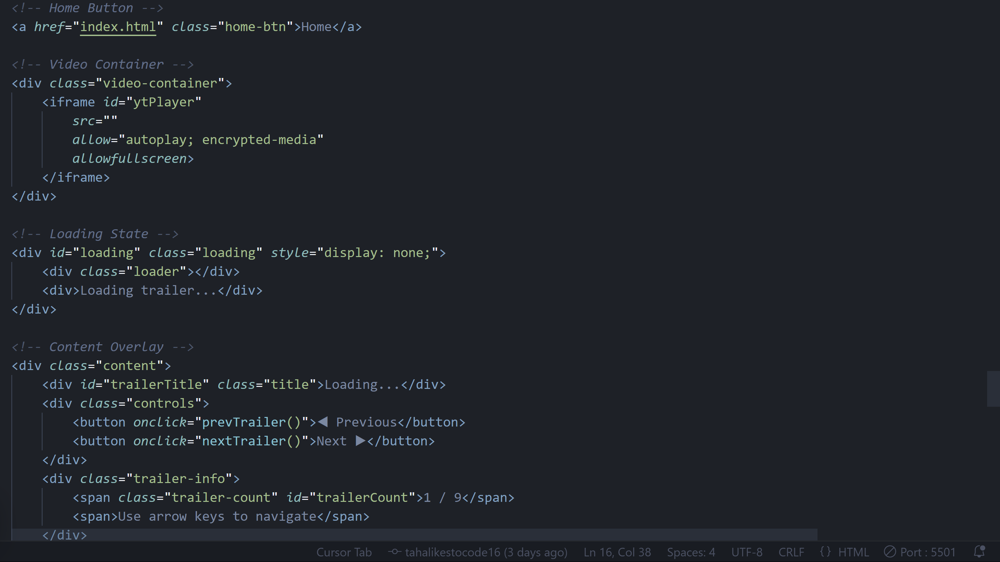 <!-- Home Button -->
<a href="index.html" class="home-btn">Home</a>
<!-- Video Container -->
<div class="video-container">
<iframe id="ytPlayer"
src=""
allow="autoplay; encrypted-media"
allowfullscreen>
</iframe>
</div>
<!-- Loading State -->
<div id="loading" class="loading" style="display: none;">
<div class="loader"></div>
<div>Loading trailer...</div>
</div>
<!-- Content Overlay -->
<div class="content">
<div id="trailerTitle" class="title">Loading...</div>
<div class="controls">
<button onclick="prevTrailer()">◀ Previous</button>
<button onclick="nextTrailer()">Next ▶</button>
</div>
<div class="trailer-info">
<span class="trailer-count" id="trailerCount">1 / 9</span>
<span>Use arrow keys to navigate</span>
</div>
Cursor Tab tahalikestocode16 (3 days ago) Ln 16, Col 38 Spaces: 4 UTF-8 CRLF {} HTML Port : 5501